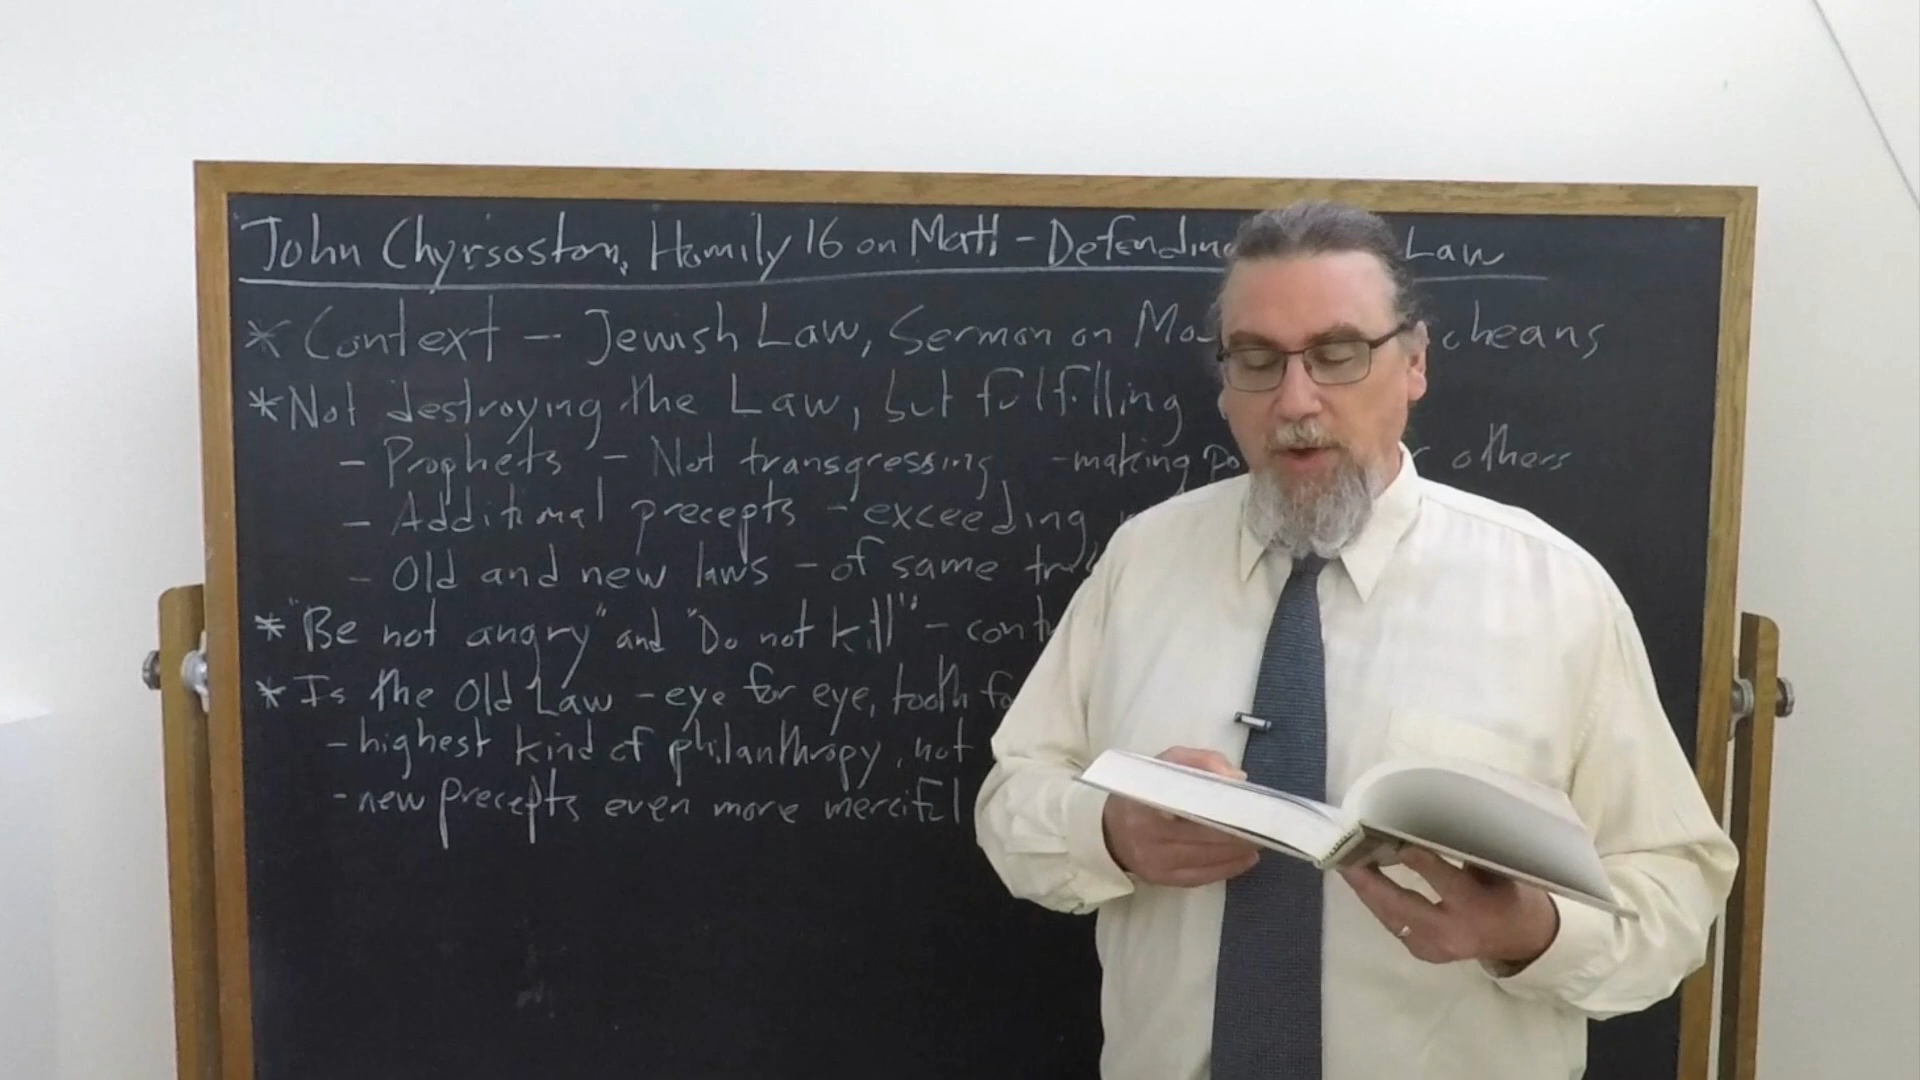 John Chyrsostom, Homily 16 on Matt - Defending Law
* Context - Jewish Law, Sermon on Mo cheans
* Not destroying the Law, but fulfilling
- Prophets - Not transgressing - making po others
- Additional precepts - exceeding
- Old and new laws - of same
* "Be not angry" and "Do not kill" - cont
* Is the Old Law - eye for eye, tooth fo
- highest kind of philanthropy, not
- new precepts even more merciful